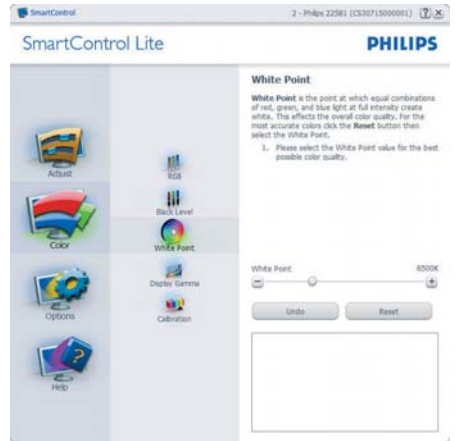 SmartControl
2 - Philips 225B1 (CS30715000001)
SmartControl Lite
PHILIPS
Adjust
Color
Options
Help
RGB
Black Level
White Point
Display Gamma
Calibration
White Point
White Point is the point at which equal combinations
of red, green, and blue light at full intensity create
white. This effects the overall color quality. For the
most accurate colors click the Reset button then
select the White Point.
1. Please select the White Point value for the best
possible color quality.
White Point
6500K
Undo
Reset